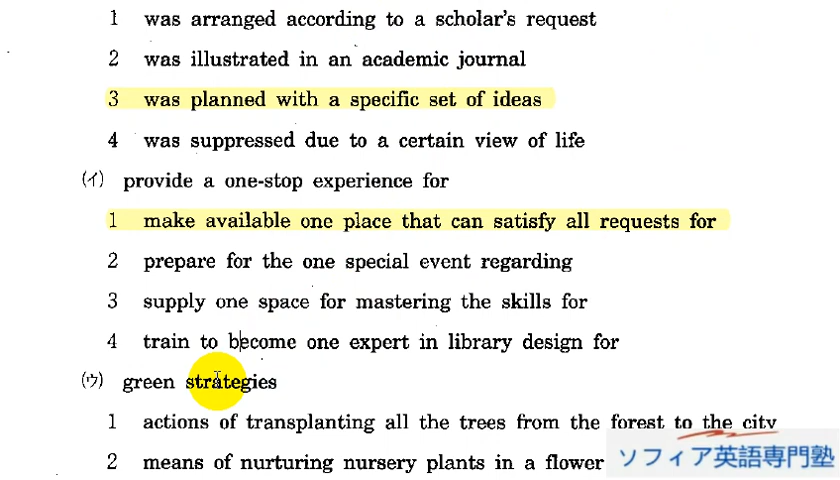 1 was arranged according to a scholar's request
2 was illustrated in an academic journal
3 was planned with a specific set of ideas
4 was suppressed due to a certain view of life
(イ) provide a one-stop experience for
1 make available one place that can satisfy all requests for
2 prepare for the one special event regarding
3 supply one space for mastering the skills for
4 train to become one expert in library design for
(ウ) green strategies
1 actions of transplanting all the trees from the forest to the city
2 means of nurturing nursery plants in a flower
ソフィア英語専門塾